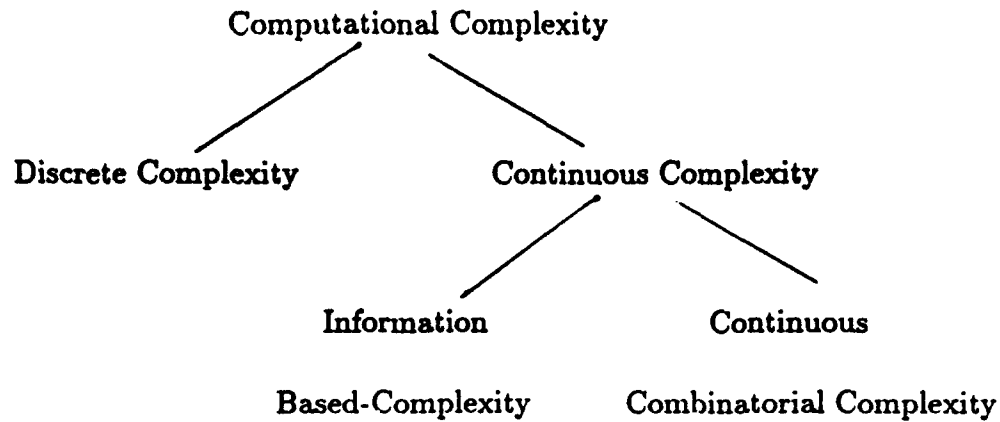 Computational Complexity
Discrete Complexity
Continuous Complexity
Information
Continuous
Based-Complexity
Combinatorial Complexity